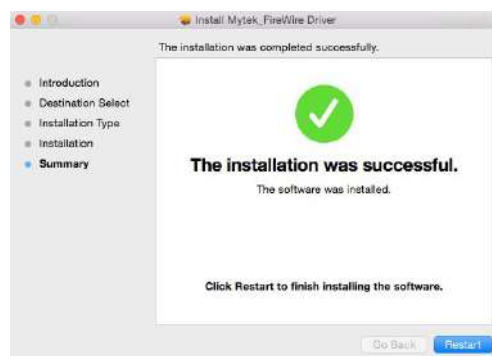 Install Mytek_FireWire Driver
The installation was completed successfully.
Introduction
Destination Select
Installation Type
Installation
Summary
The installation was successful.
The software was installed.
Click Restart to finish installing the software.
Go Back
Restart